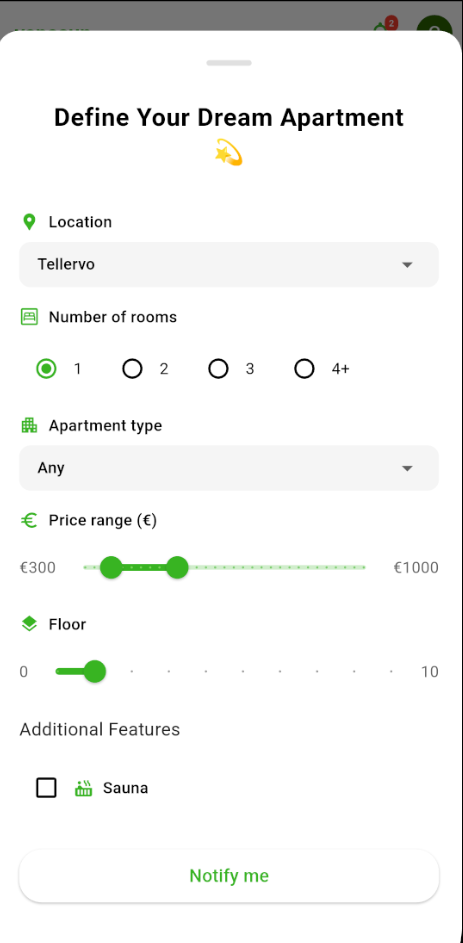 2
Define Your Dream Apartment
💫
Location
Tellervo
Number of rooms
1 2 3 4+
Apartment type
Any
Price range (€)
€300 €1000
Floor
0 10
Additional Features
Sauna
Notify me